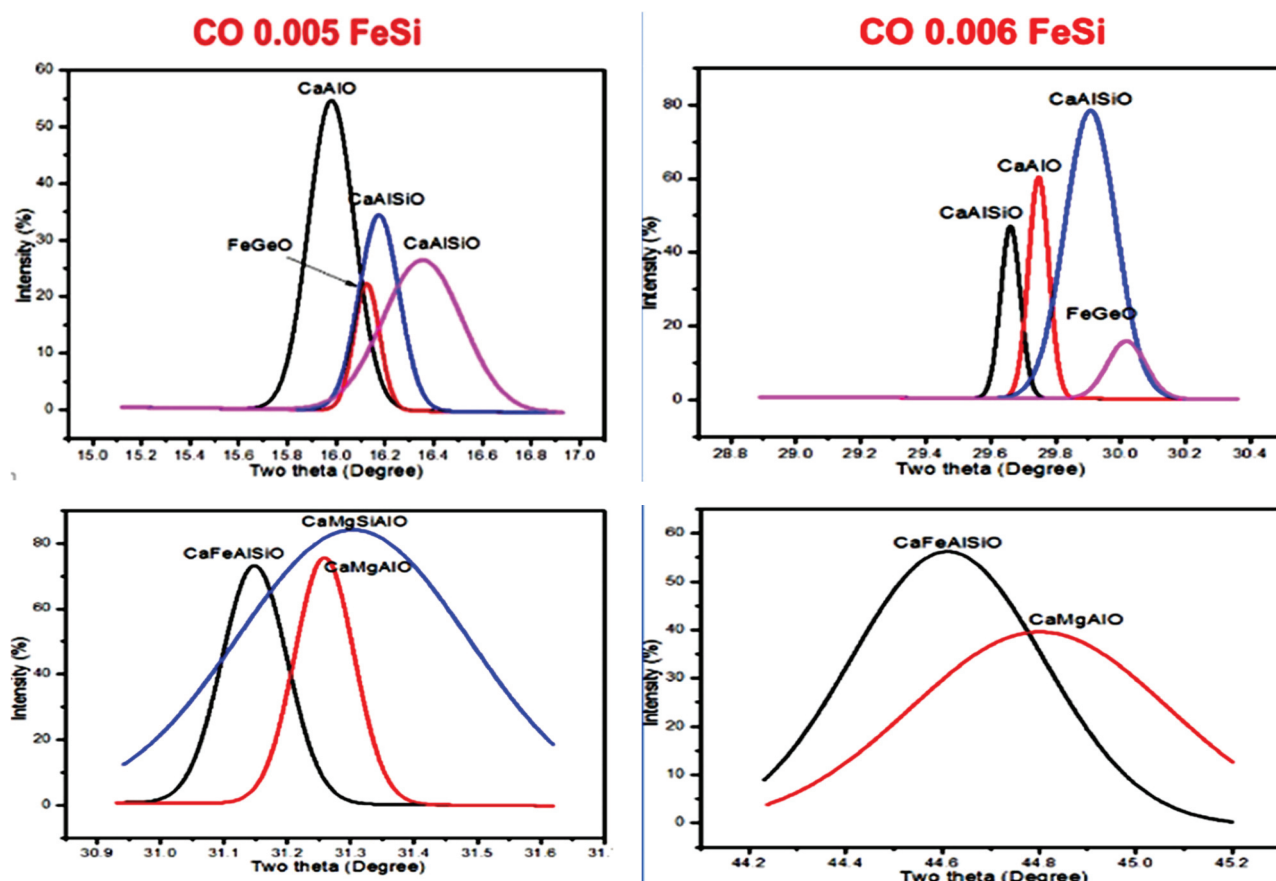 CO 0.005 FeSi
60
50
40
30
20
10
0
Intensity (%)
CaAlO
CaAlSiO
FeGeO
CaAlSiO
15.0 15.2 15.4 15.6 15.8 16.0 16.2 16.4 16.6 16.8 17.0
Two theta (Degree)
CO 0.006 FeSi
80
60
40
20
0
Intensity (%)
CaAlSiO
CaAlO
CaAlSiO
FeGeO
28.8 29.0 29.2 29.4 29.6 29.8 30.0 30.2 30.4
Two theta (Degree)
80
60
40
20
0
Intensity (%)
CaMgSiAlO
CaFeAlSiO
CaMgAlO
30.9 31.0 31.1 31.2 31.3 31.4 31.5 31.6
Two theta (Degree)
60
50
40
30
20
10
0
Intensity (%)
CaFeAlSiO
CaMgAlO
44.2 44.4 44.6 44.8 45.0 45.2
Two theta (Degree)